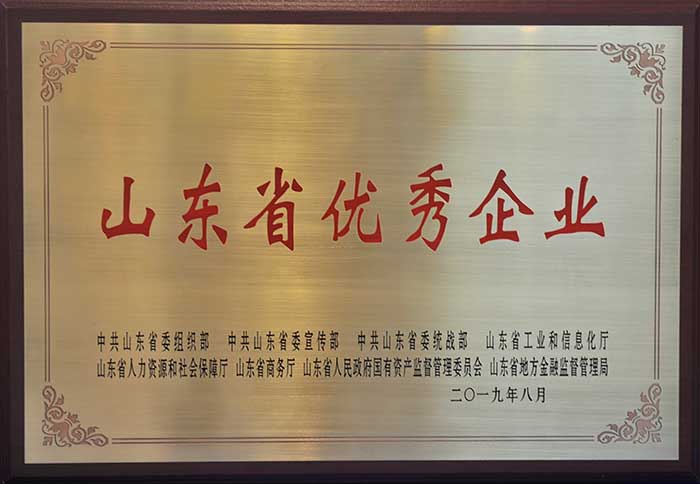 山东省优秀企业
中共山东省委组织部 中共山东省委宣传部 中共山东省委统战部 山东省工业和信息化厅
山东省人力资源和社会保障厅 山东省商务厅 山东省人民政府国有资产监督管理委员会 山东省地方金融监督管理局
二〇一九年八月